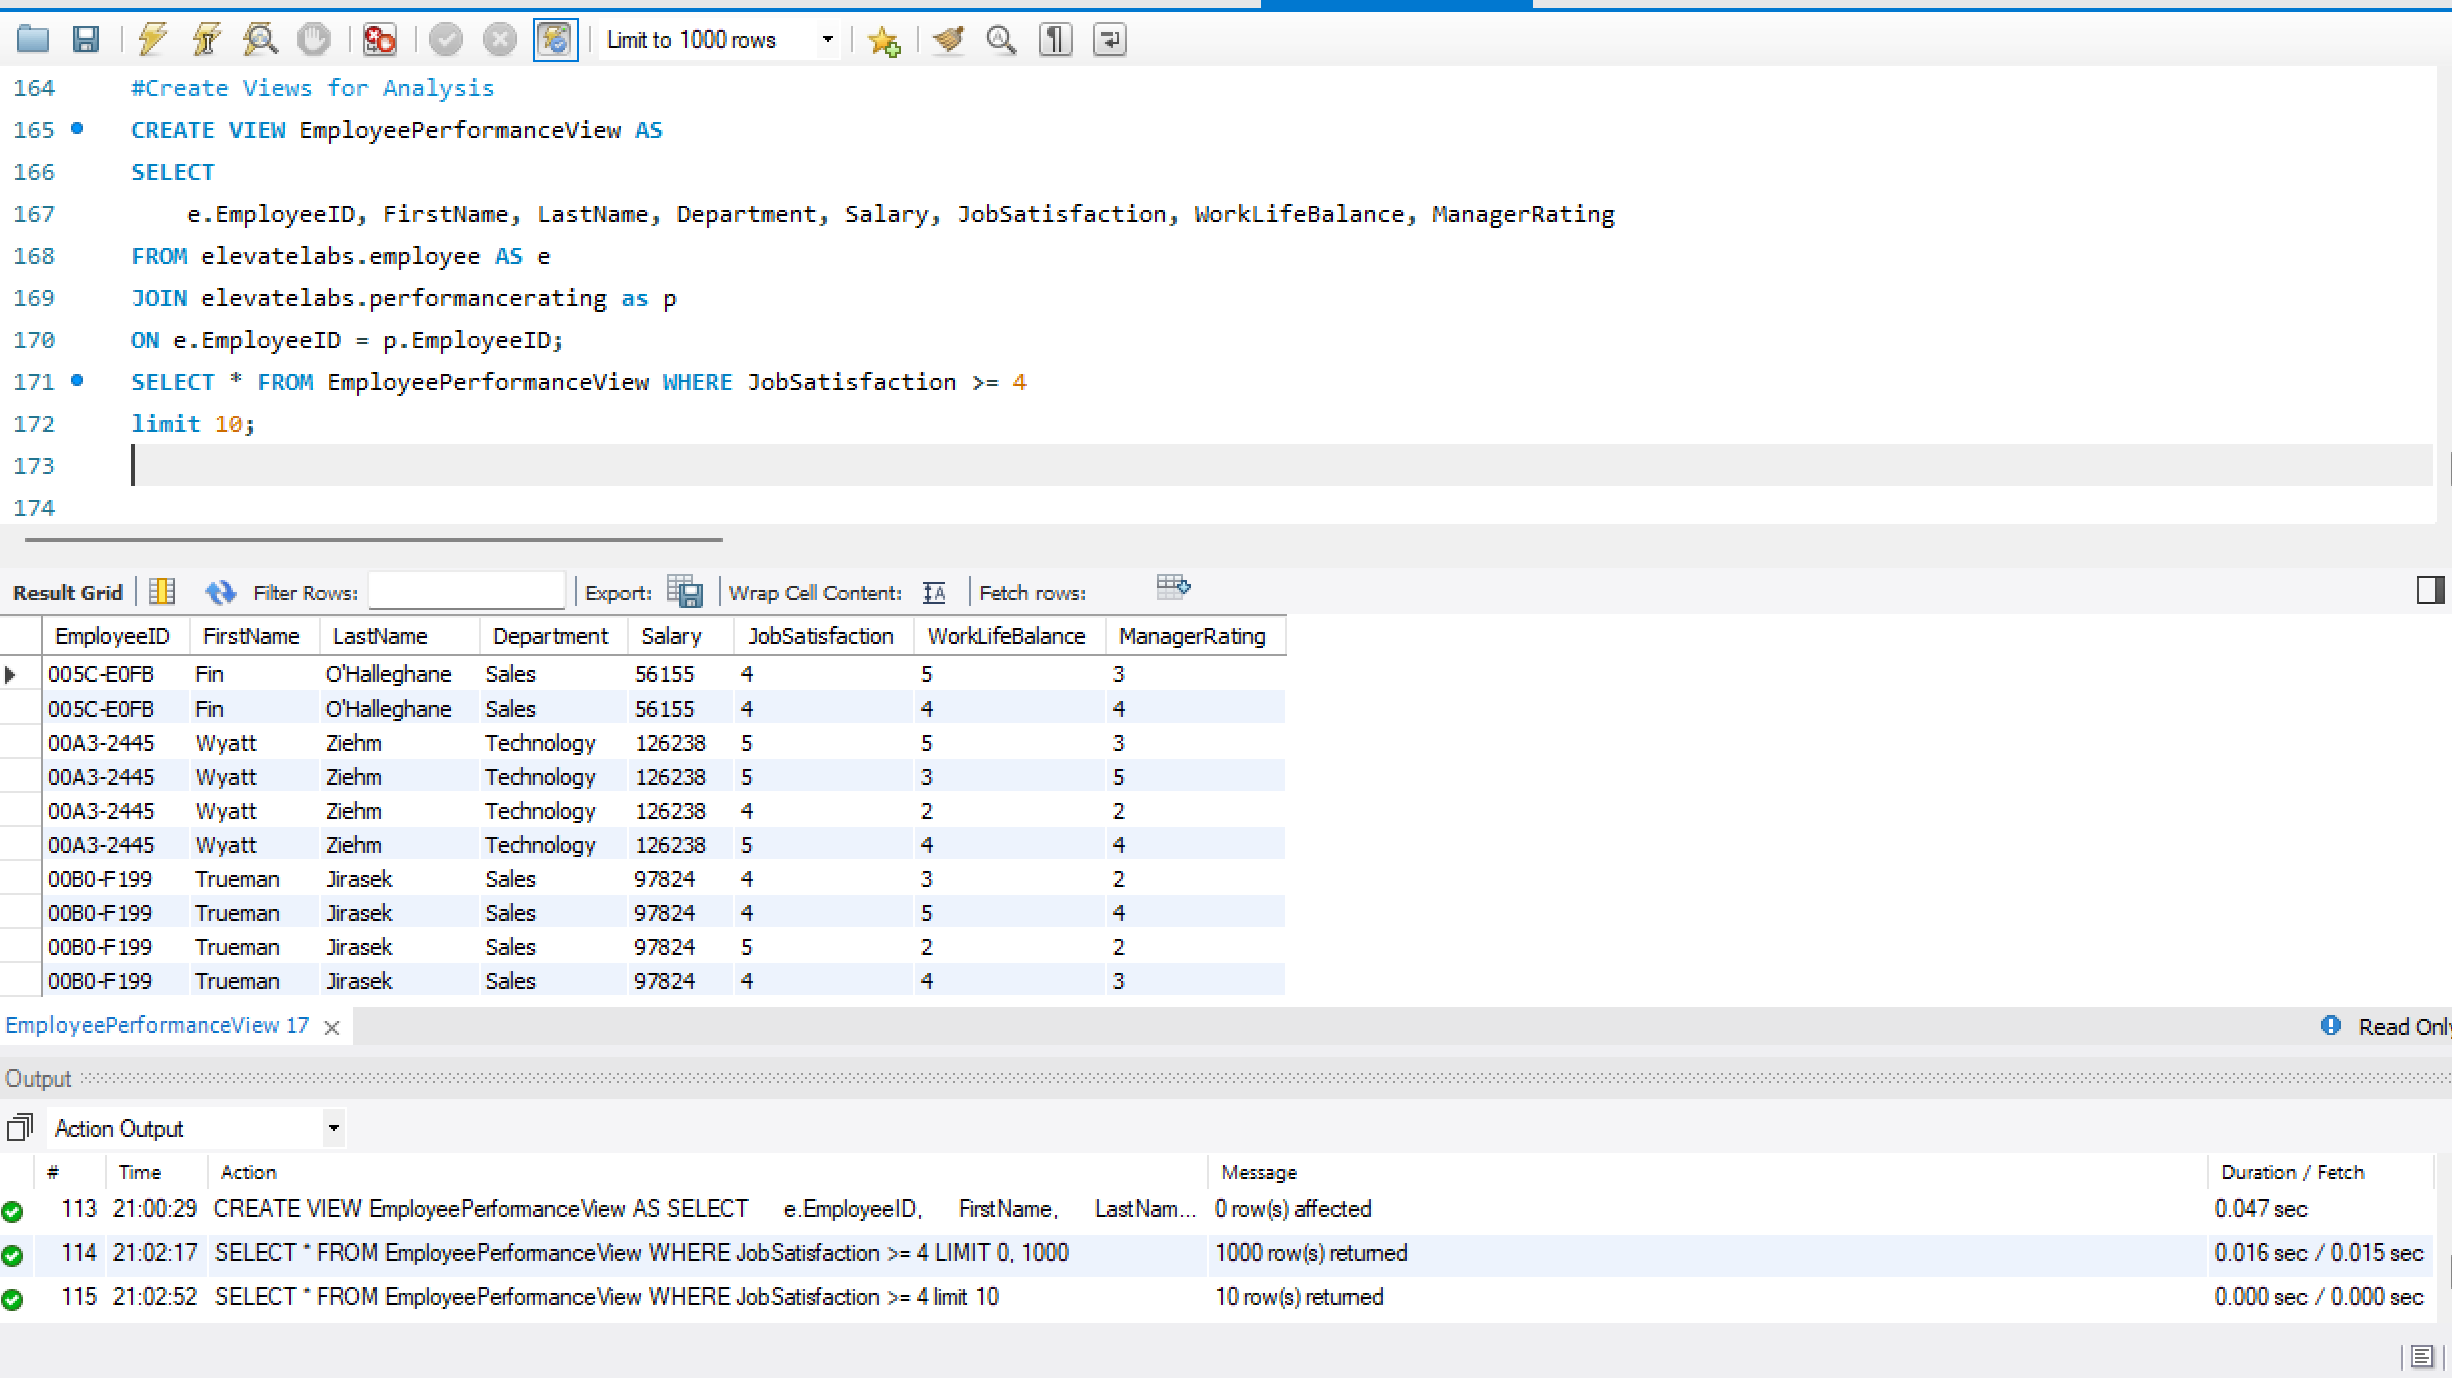 Limit to 1000 rows
164 #Create Views for Analysis
165 CREATE VIEW EmployeePerformanceView AS
166 SELECT
167 e.EmployeeID, FirstName, LastName, Department, Salary, JobSatisfaction, WorkLifeBalance, ManagerRating
168 FROM elevatelabs.employee AS e
169 JOIN elevatelabs.performancerating as p
170 ON e.EmployeeID = p.EmployeeID;
171 SELECT * FROM EmployeePerformanceView WHERE JobSatisfaction >= 4
172 limit 10;
173
174
Result Grid Filter Rows: Export: Wrap Cell Content: Fetch rows:
EmployeeID FirstName LastName Department Salary JobSatisfaction WorkLifeBalance ManagerRating
005C-E0FB Fin O'Halleghane Sales 56155 4 5 3
005C-E0FB Fin O'Halleghane Sales 56155 4 4 4
00A3-2445 Wyatt Ziehm Technology 126238 5 5 3
00A3-2445 Wyatt Ziehm Technology 126238 5 3 5
00A3-2445 Wyatt Ziehm Technology 126238 4 2 2
00A3-2445 Wyatt Ziehm Technology 126238 5 4 4
00B0-F199 Trueman Jirasek Sales 97824 4 3 2
00B0-F199 Trueman Jirasek Sales 97824 4 5 4
00B0-F199 Trueman Jirasek Sales 97824 5 2 2
00B0-F199 Trueman Jirasek Sales 97824 4 4 3
EmployeePerformanceView 17 Read Only
Output
Action Output
# Time Action Message Duration / Fetch
113 21:00:29 CREATE VIEW EmployeePerformanceView AS SELECT e.EmployeeID, FirstName, LastNam... 0 row(s) affected 0.047 sec
114 21:02:17 SELECT * FROM EmployeePerformanceView WHERE JobSatisfaction >= 4 LIMIT 0, 1000 1000 row(s) returned 0.016 sec / 0.015 sec
115 21:02:52 SELECT * FROM EmployeePerformanceView WHERE JobSatisfaction >= 4 limit 10 10 row(s) returned 0.000 sec / 0.000 sec